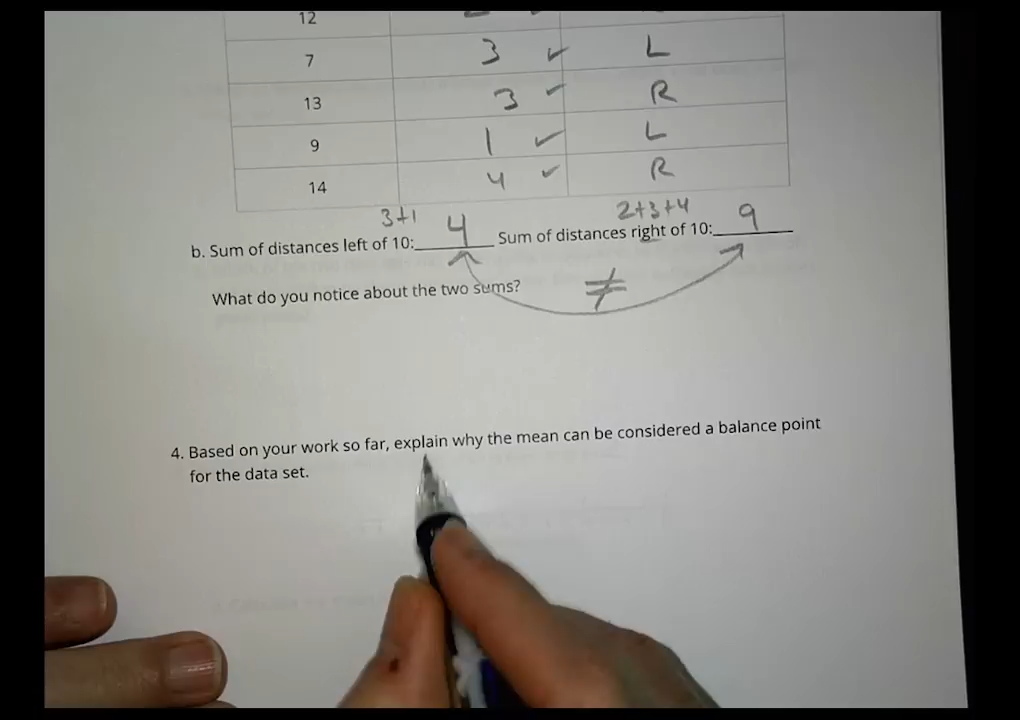 12
7 3 ✓ L
13 3 ✓ R
9 1 ✓ L
14 4 ✓ R
3+1 4 2+3+4 9
b. Sum of distances left of 10: Sum of distances right of 10:
What do you notice about the two sums? ≠
4. Based on your work so far, explain why the mean can be considered a balance point
for the data set.